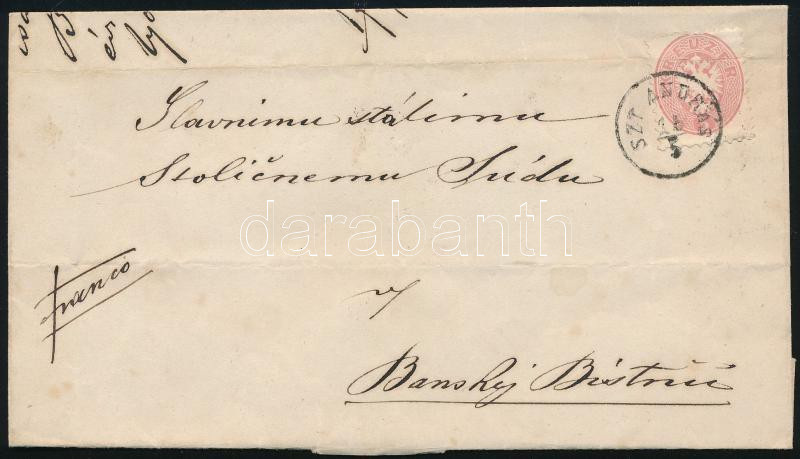 KREUZER
SZT ANDRÁS
Slavnimu stálimu
Stoličnemu Súdu
franco
v
Banskej Bistrici
darabanth